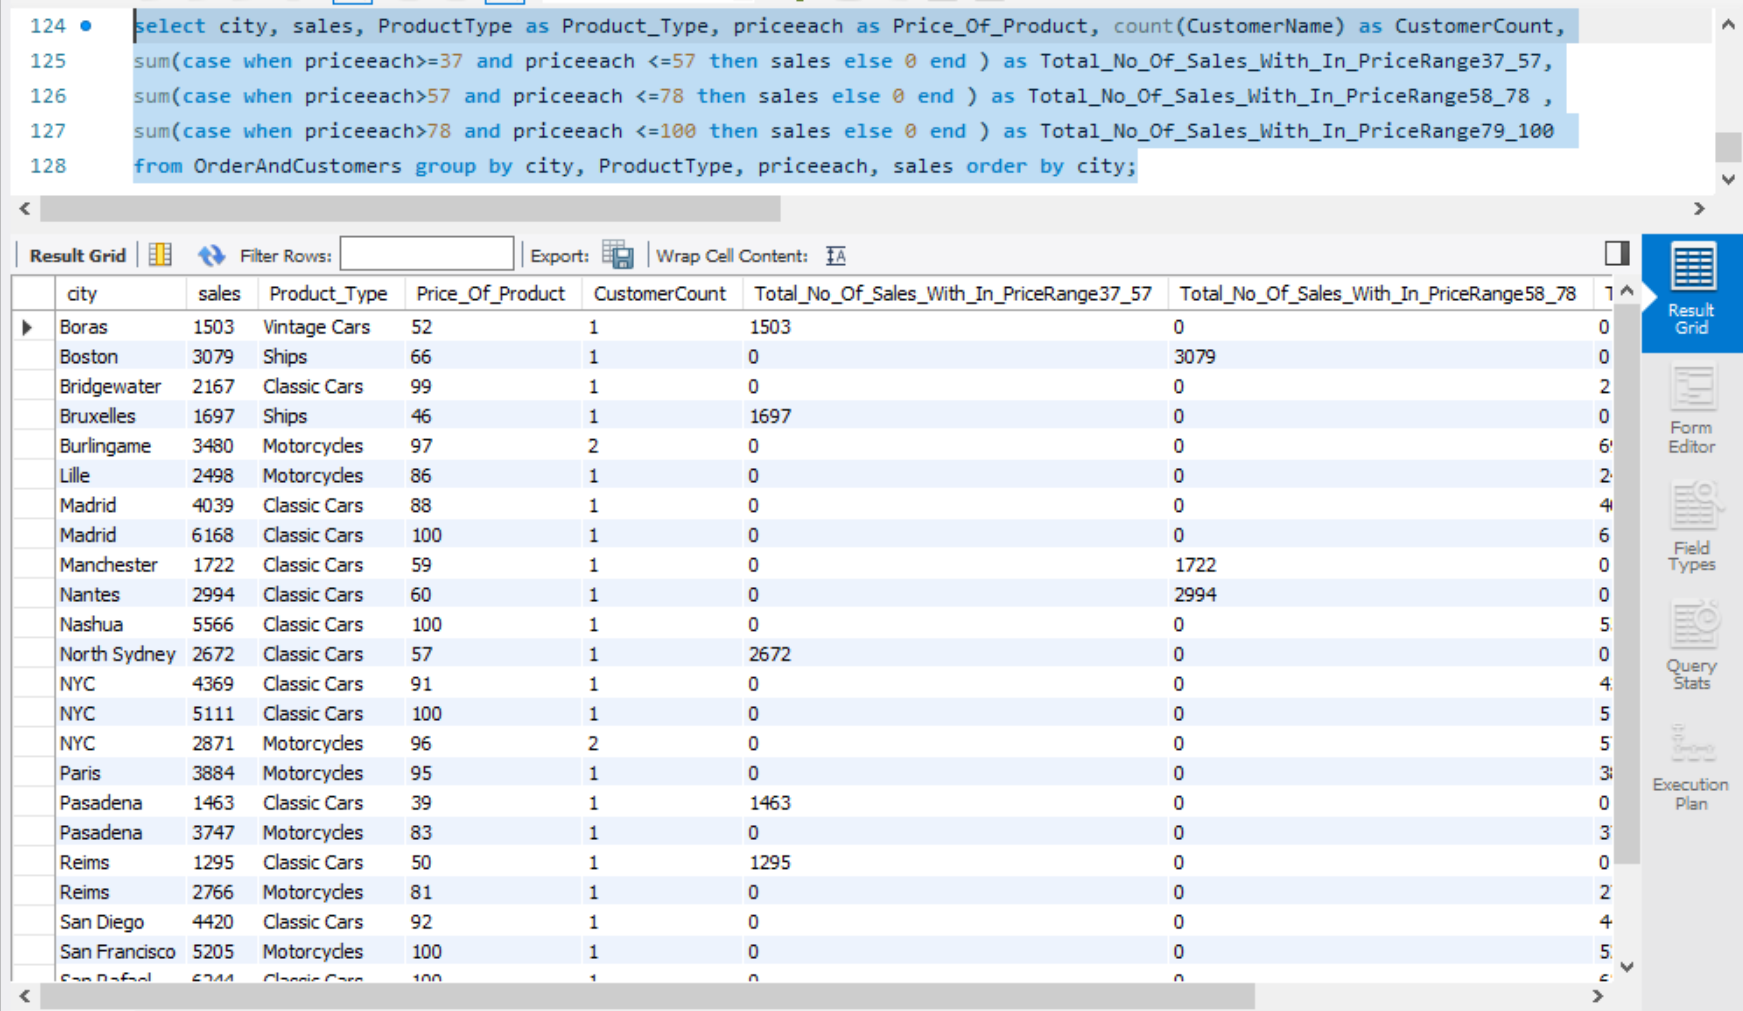 124 select city, sales, ProductType as Product_Type, priceeach as Price_Of_Product, count(CustomerName) as CustomerCount,
125 sum(case when priceeach>=37 and priceeach <=57 then sales else 0 end ) as Total_No_Of_Sales_With_In_PriceRange37_57,
126 sum(case when priceeach>57 and priceeach <=78 then sales else 0 end ) as Total_No_Of_Sales_With_In_PriceRange58_78 ,
127 sum(case when priceeach>78 and priceeach <=100 then sales else 0 end ) as Total_No_Of_Sales_With_In_PriceRange79_100
128 from OrderAndCustomers group by city, ProductType, priceeach, sales order by city;
Result Grid Filter Rows: Export: Wrap Cell Content:
city sales Product_Type Price_Of_Product CustomerCount Total_No_Of_Sales_With_In_PriceRange37_57 Total_No_Of_Sales_With_In_PriceRange58_78
Boras 1503 Vintage Cars 52 1 1503 0 0
Boston 3079 Ships 66 1 0 3079 0
Bridgewater 2167 Classic Cars 99 1 0 0 2
Bruxelles 1697 Ships 46 1 1697 0 0
Burlingame 3480 Motorcycles 97 2 0 0 6
Lille 2498 Motorcycles 86 1 0 0 2
Madrid 4039 Classic Cars 88 1 0 0 4
Madrid 6168 Classic Cars 100 1 0 0 6
Manchester 1722 Classic Cars 59 1 0 1722 0
Nantes 2994 Classic Cars 60 1 0 2994 0
Nashua 5566 Classic Cars 100 1 0 0 5
North Sydney 2672 Classic Cars 57 1 2672 0 0
NYC 4369 Classic Cars 91 1 0 0 4
NYC 5111 Classic Cars 100 1 0 0 5
NYC 2871 Motorcycles 96 2 0 0 5
Paris 3884 Motorcycles 95 1 0 0 3
Pasadena 1463 Classic Cars 39 1 1463 0 0
Pasadena 3747 Motorcycles 83 1 0 0 3
Reims 1295 Classic Cars 50 1 1295 0 0
Reims 2766 Motorcycles 81 1 0 0 2
San Diego 4420 Classic Cars 92 1 0 0 4
San Francisco 5205 Motorcycles 100 1 0 0 5
San Rafael Classic Cars 100 1 0 0
Result
Grid
Form
Editor
Field
Types
Query
Stats
Execution
Plan